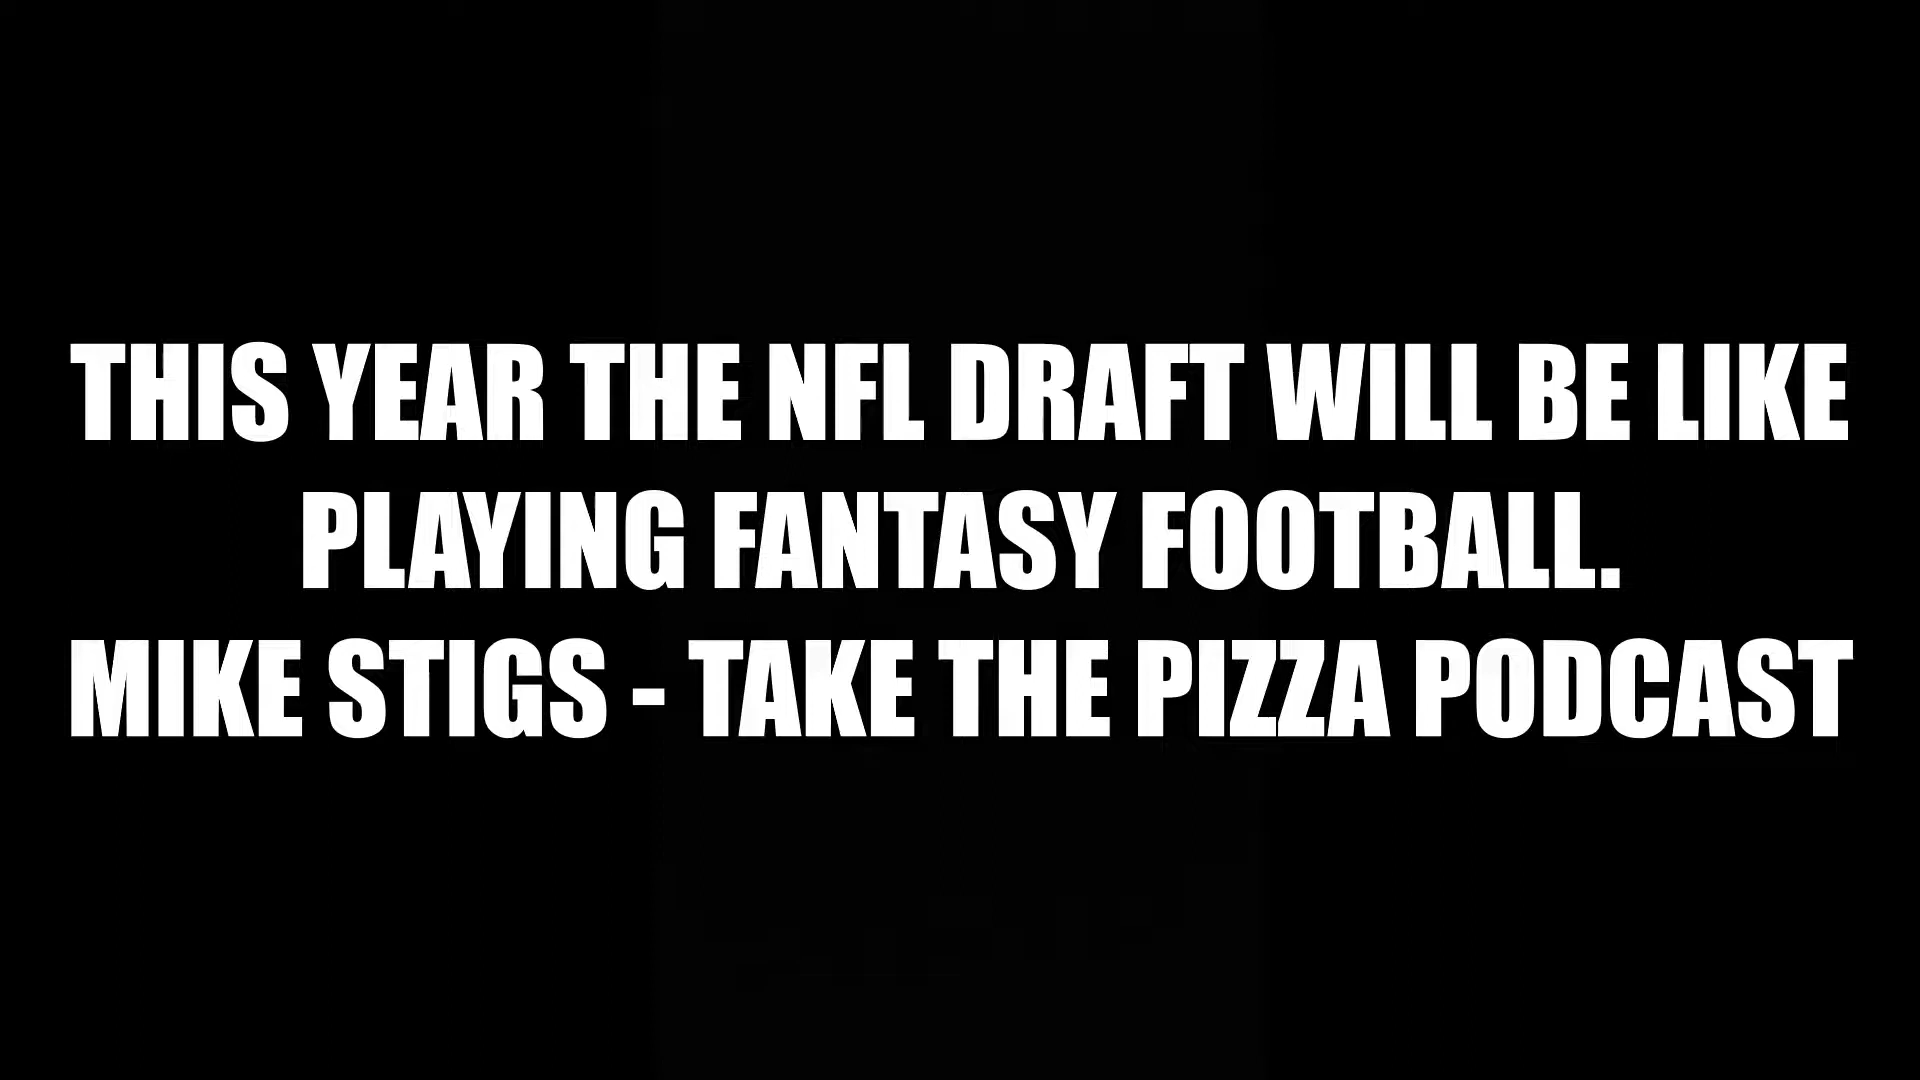 THIS YEAR THE NFL DRAFT WILL BE LIKE
PLAYING FANTASY FOOTBALL.
MIKE STIGS - TAKE THE PIZZA PODCAST